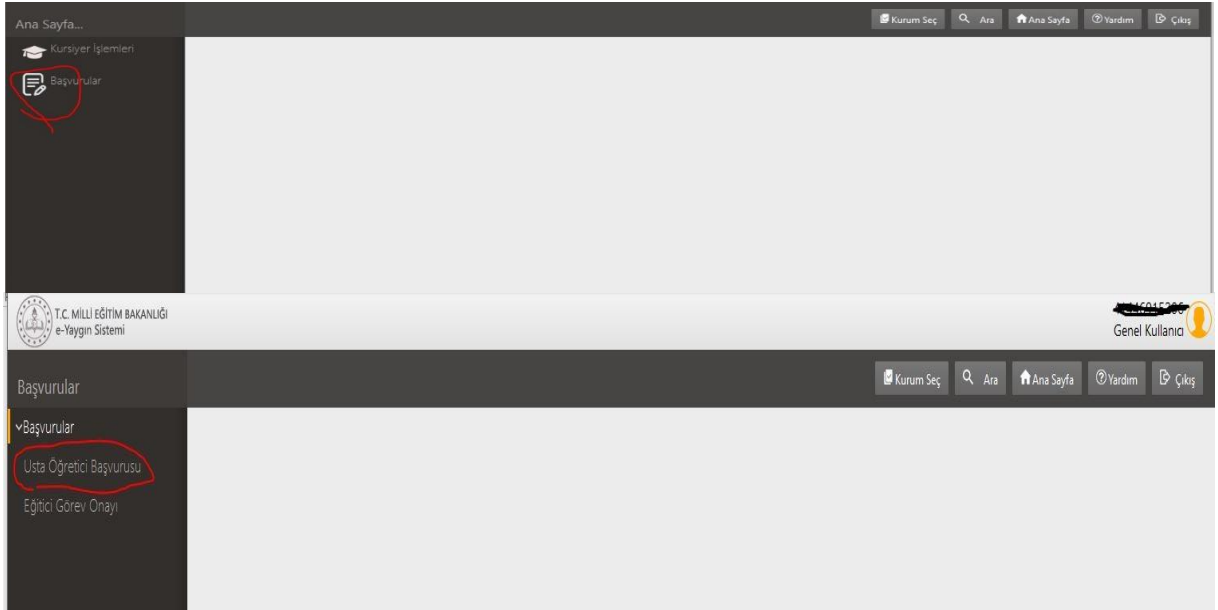 Ana Sayfa...
Kurum Seç Ara Ana Sayfa Yardım Çıkış
Kursiyer İşlemleri
Başvurular
T.C. MİLLİ EĞİTİM BAKANLIĞI
e-Yaygın Sistemi
Genel Kullanıcı
Başvurular
Kurum Seç Ara Ana Sayfa Yardım Çıkış
Başvurular
Usta Öğretici Başvurusu
Eğitici Görev Onayı